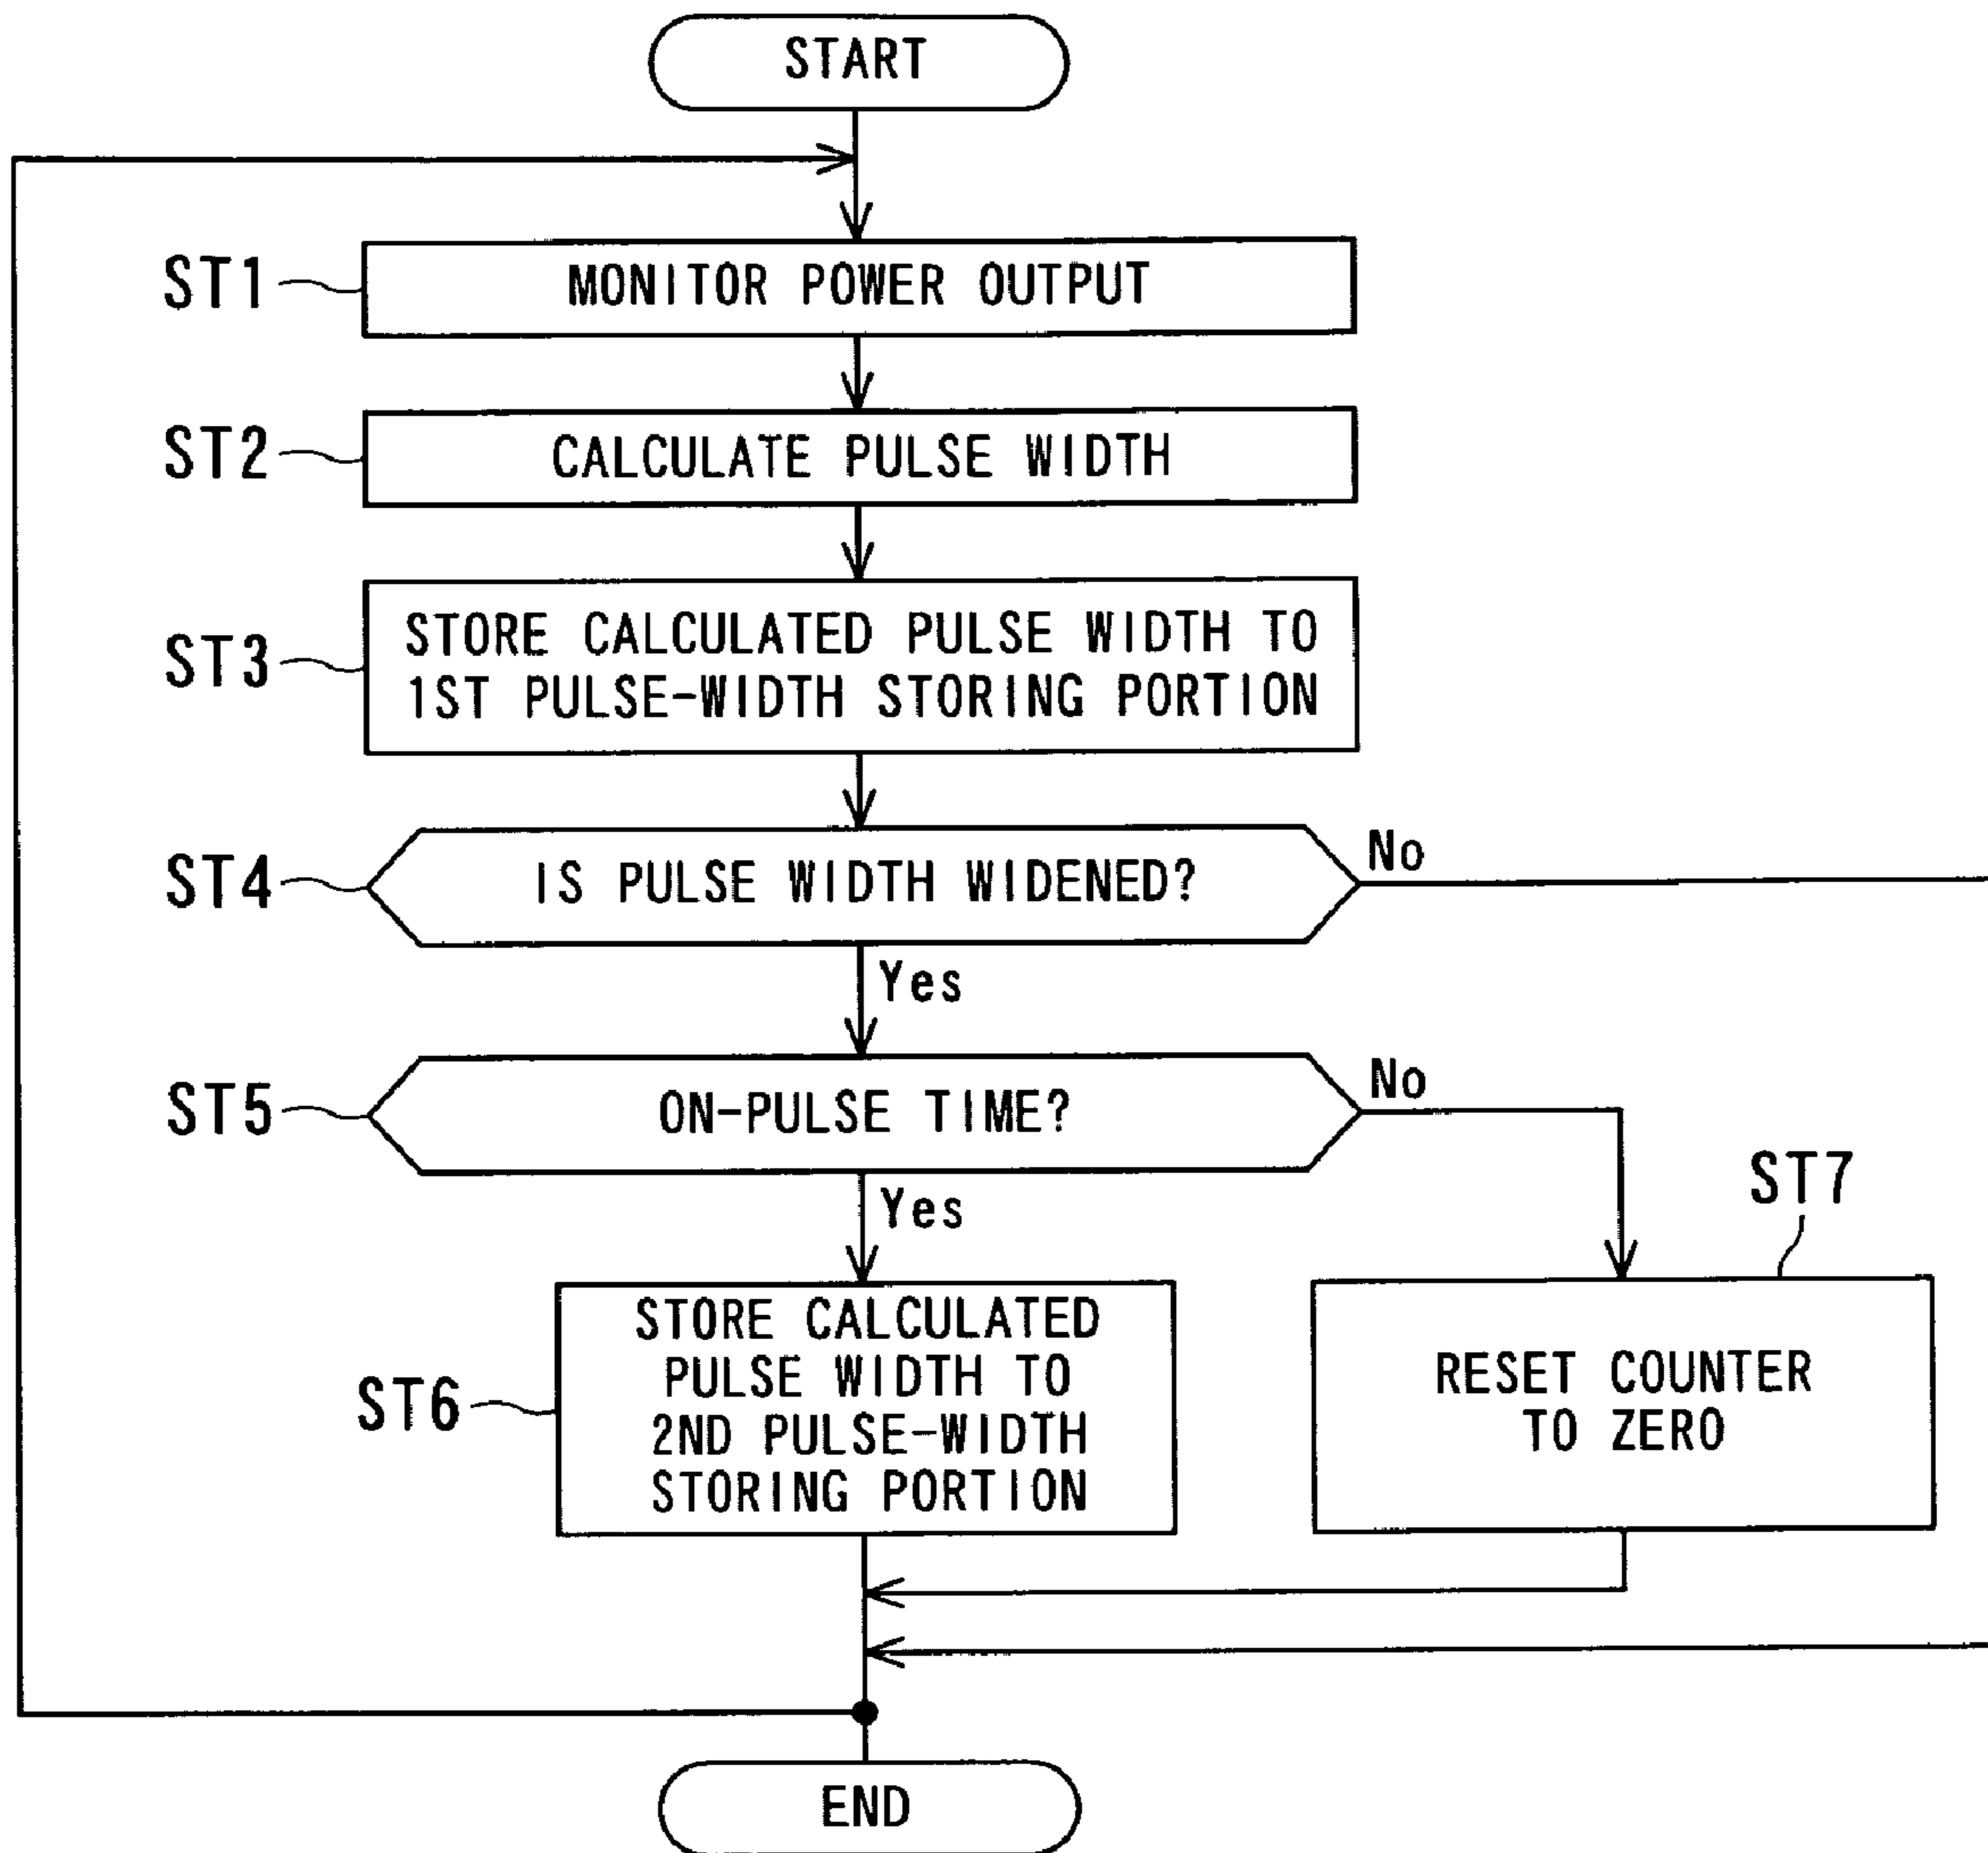 START
ST1
MONITOR POWER OUTPUT
ST2
CALCULATE PULSE WIDTH
ST3
STORE CALCULATED PULSE WIDTH TO
1ST PULSE-WIDTH STORING PORTION
ST4
IS PULSE WIDTH WIDENED?
No
Yes
ST5
ON-PULSE TIME?
No
Yes
ST7
ST6
STORE CALCULATED
PULSE WIDTH TO
2ND PULSE-WIDTH
STORING PORTION
RESET COUNTER
TO ZERO
END